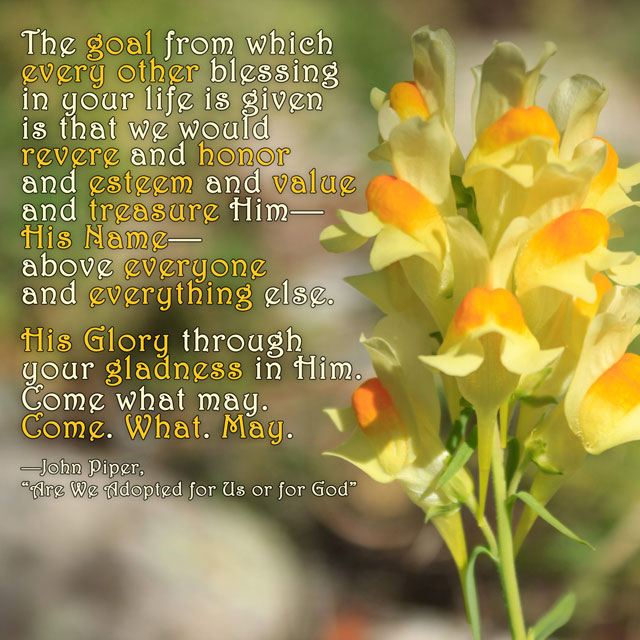 The goal from which
every other blessing
in your life is given
is that we would
revere and honor
and esteem and value
and treasure Him—
His Name—
above everyone
and everything else.
His Glory through
your gladness in Him.
Come what may.
Come. What. May.
—John Piper,
“Are We Adopted for Us or for God”